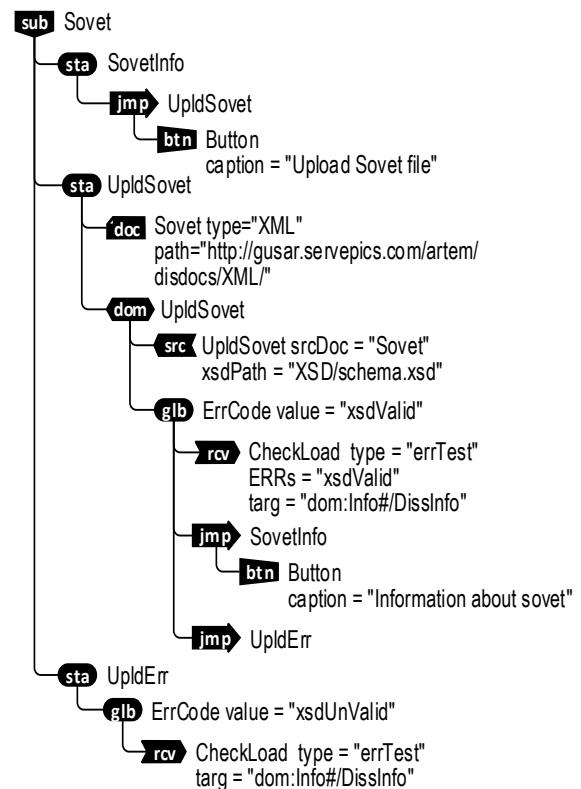 sub Sovet
sta SovetInfo
jmp UpldSovet
btn Button
caption = "Upload Sovet file"
sta UpldSovet
doc Sovet type="XML"
path="http://gusar.servepics.com/artem/
disdocs/XML/"
dom UpldSovet
src UpldSovet srcDoc = "Sovet"
xsdPath = "XSD/schema.xsd"
glb ErrCode value = "xsdValid"
rcv CheckLoad type = "errTest"
ERRs = "xsdValid"
targ = "dom:Info#/DissInfo"
jmp SovetInfo
btn Button
caption = "Information about sovet"
jmp UpldErr
sta UpldErr
glb ErrCode value = "xsdUnValid"
rcv CheckLoad type = "errTest"
targ = "dom:Info#/DissInfo"